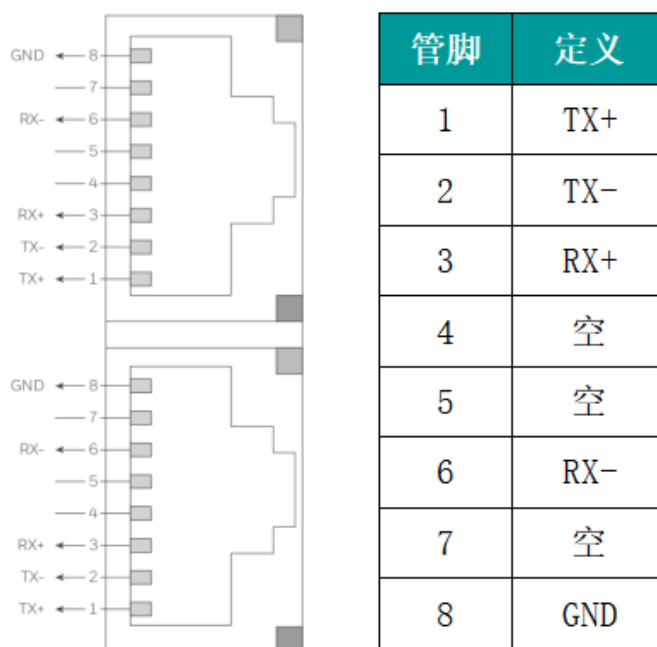 GND 8
7
RX- 6
5
4
RX+ 3
TX- 2
TX+ 1
GND 8
7
RX- 6
5
4
RX+ 3
TX- 2
TX+ 1
管脚 定义
1 TX+
2 TX-
3 RX+
4 空
5 空
6 RX-
7 空
8 GND